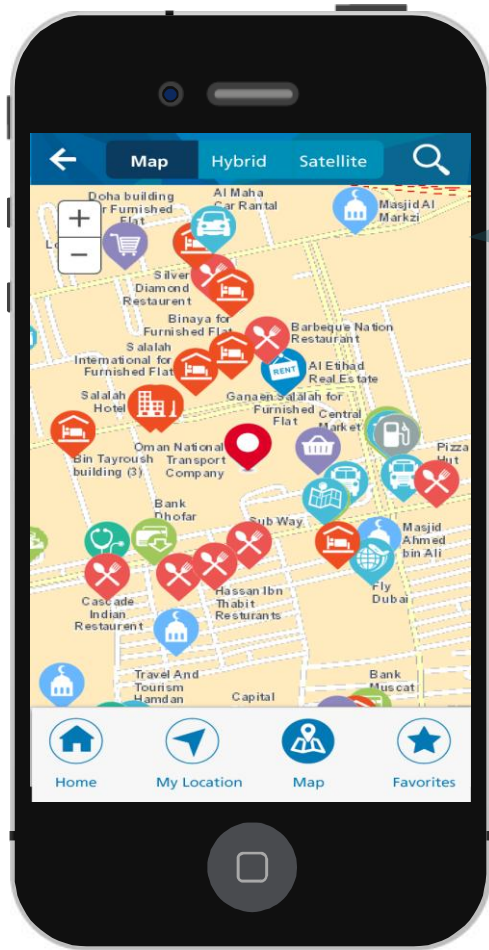 Map Hybrid Satellite
Doha building
r Furnished
Flat
Al Maha
Car Rantal
Masjid Al
Markzi
+
−
Silver
Diamond
Restaurent
Binaya for
Furnished Flat
Barbeque Nation
Restaurant
Salalah
International for
Furnished Flat
RENT
Al Etihad
Real Estate
Salalah
Hotel
Ganaen Salalah for
Furnished
Flat
Central
Market
Bin Tayroush
building (3)
Oman National
Transport
Company
Pizza
Hut
Bank
Dhofar
Sub Way
Masjid
Ahmed
bin Ali
Fly
Dubai
Cascade
Indian
Restaurent
Hassan Ibn
Thabit
Resturants
Travel And
Tourism
Hamdan
Capital
Bank
Muscat
Home
My Location
Map
Favorites